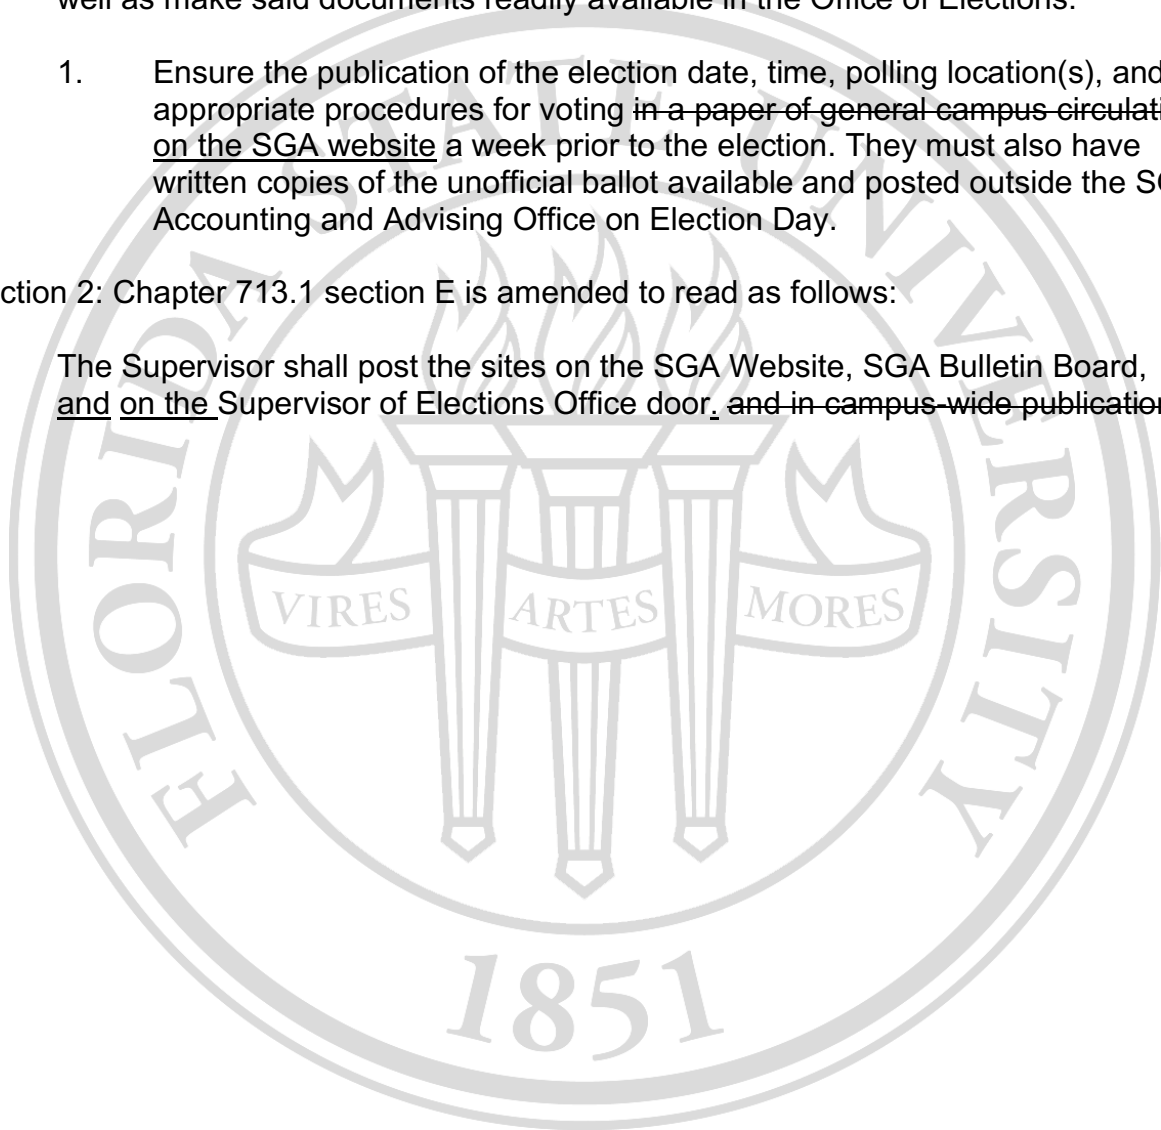 well as make said documents readily available in the Office of Elections.
1. Ensure the publication of the election date, time, polling location(s), and
appropriate procedures for voting in a paper of general campus circulati
on the SGA website a week prior to the election. They must also have
written copies of the unofficial ballot available and posted outside the
Accounting and Advising Office on Election Day.
ction 2: Chapter 713.1 section E is amended to read as follows:
The Supervisor shall post the sites on the SGA Website, SGA Bulletin Board,
and on the Supervisor of Elections Office door. and in campus-wide publication
FLORIDA STATE UNIVERSITY
VIRES ARTES MORES
1851